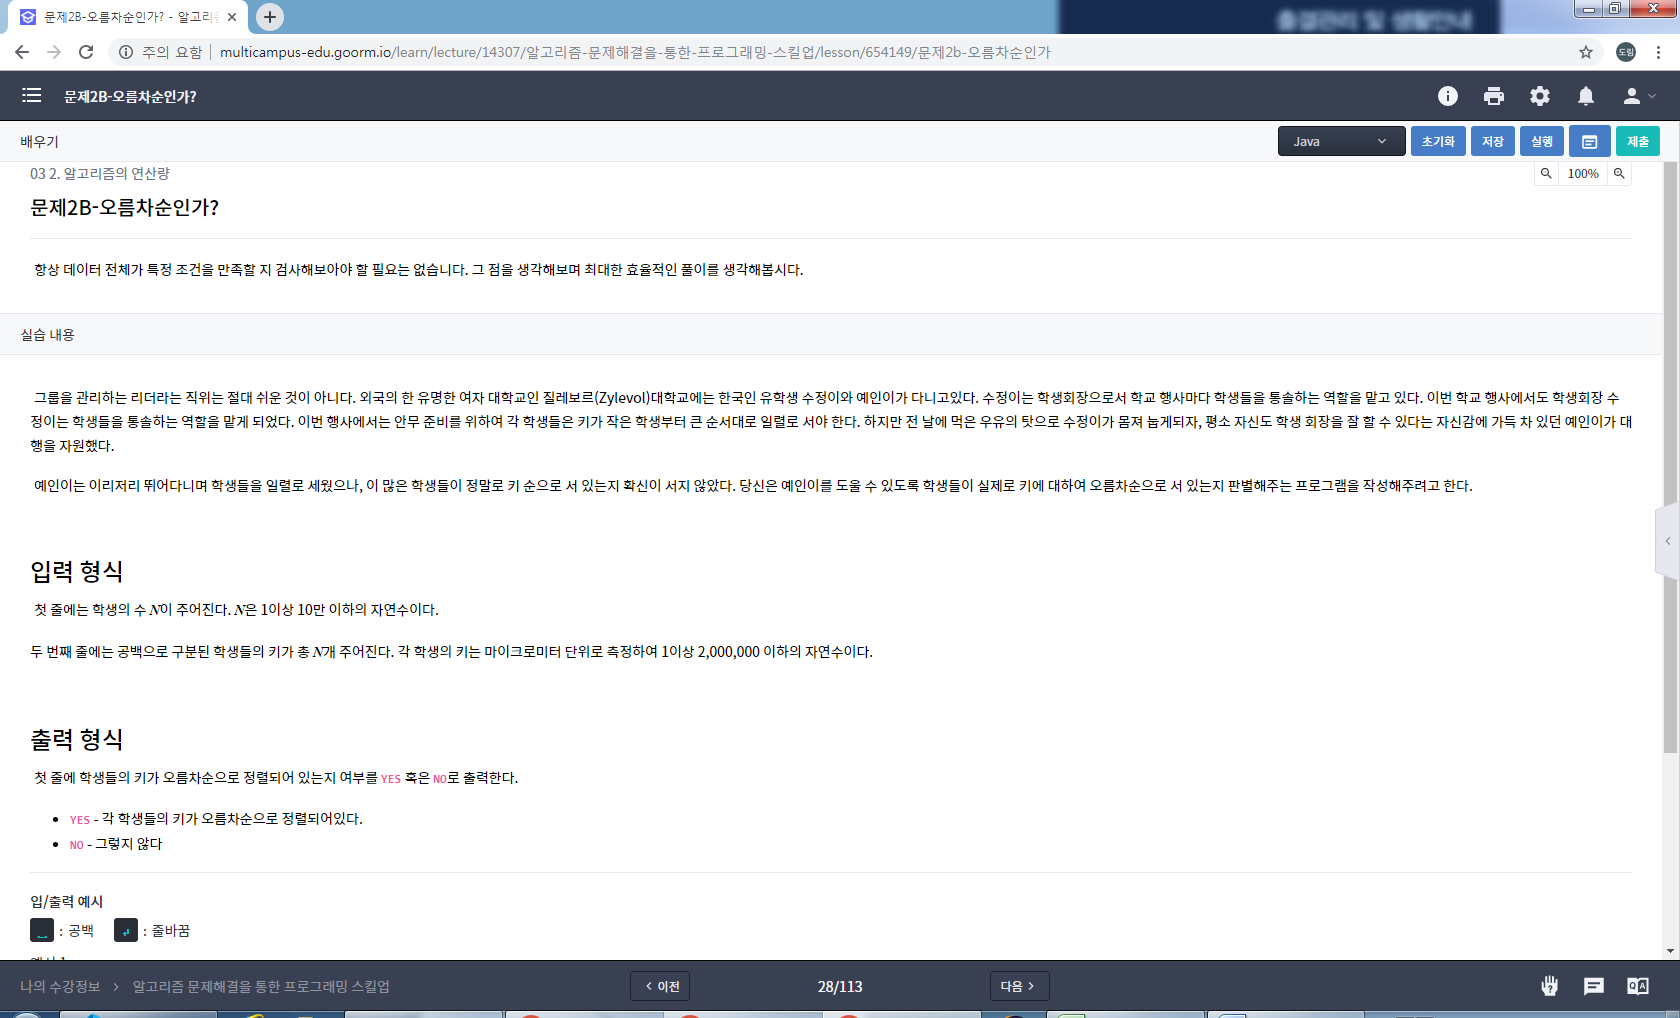 문제2B-오름차순인가? - 알고리
출결관리 및 생활안내
주의 요함 | multicampus-edu.goorm.io/learn/lecture/14307/알고리즘-문제해결을-통한-프로그래밍-스킬업/lesson/654149/문제2b-오름차순인가
도림
문제2B-오름차순인가?
배우기
Java
초기화
저장
실행
제출
03 2. 알고리즘의 연산량
100%
문제2B-오름차순인가?
항상 데이터 전체가 특정 조건을 만족할 지 검사해보아야 할 필요는 없습니다. 그 점을 생각해보며 최대한 효율적인 풀이를 생각해봅시다.
실습 내용
그룹을 관리하는 리더라는 직위는 절대 쉬운 것이 아니다. 외국의 한 유명한 여자 대학교인 질레보르(Zylevol)대학교에는 한국인 유학생 수정이와 예인이가 다니고있다. 수정이는 학생회장으로서 학교 행사마다 학생들을 통솔하는 역할을 맡고 있다. 이번 학교 행사에서도 학생회장 수
정이는 학생들을 통솔하는 역할을 맡게 되었다. 이번 행사에서는 안무 준비를 위하여 각 학생들은 키가 작은 학생부터 큰 순서대로 일렬로 서야 한다. 하지만 전 날에 먹은 우유의 탓으로 수정이가 몸져 눕게되자, 평소 자신도 학생 회장을 잘 할 수 있다는 자신감에 가득 차 있던 예인이가 대
행을 자원했다.
예인이는 이리저리 뛰어다니며 학생들을 일렬로 세웠으나, 이 많은 학생들이 정말로 키 순으로 서 있는지 확신이 서지 않았다. 당신은 예인이를 도울 수 있도록 학생들이 실제로 키에 대하여 오름차순으로 서 있는지 판별해주는 프로그램을 작성해주려고 한다.
입력 형식
첫 줄에는 학생의 수 N이 주어진다. N은 1이상 10만 이하의 자연수이다.
두 번째 줄에는 공백으로 구분된 학생들의 키가 총 N개 주어진다. 각 학생의 키는 마이크로미터 단위로 측정하여 1이상 2,000,000 이하의 자연수이다.
출력 형식
첫 줄에 학생들의 키가 오름차순으로 정렬되어 있는지 여부를 YES 혹은 NO로 출력한다.
• YES - 각 학생들의 키가 오름차순으로 정렬되어있다.
• NO - 그렇지 않다
입/출력 예시
: 공백 : 줄바꿈
예시 1
나의 수강정보 > 알고리즘 문제해결을 통한 프로그래밍 스킬업
< 이전
28/113
다음 >